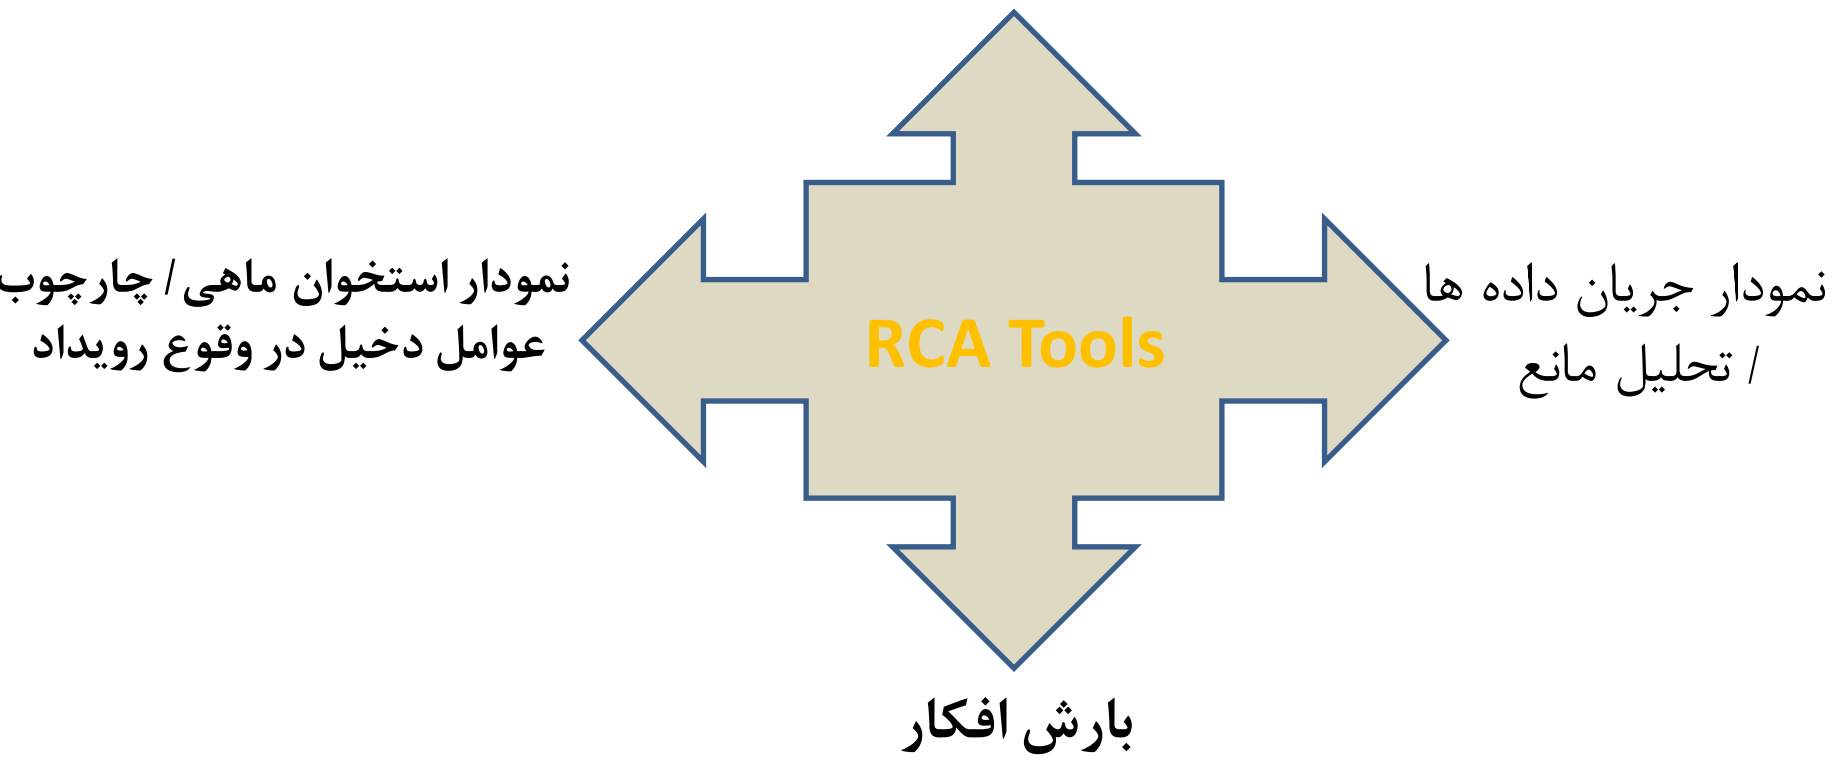 نمودار جریان داده ها
/ تحلیل مانع
RCA Tools
نمودار استخوان ماهی/ چارچوب
عوامل دخیل در وقوع رویداد
بارش افکار